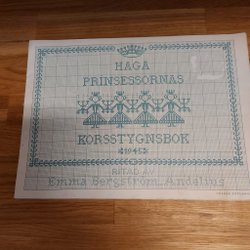 HAGA
PRINSESSORNAS
KORSSTYGNSBOK
1945
RITAD AV
Emma Bergström-Andelius